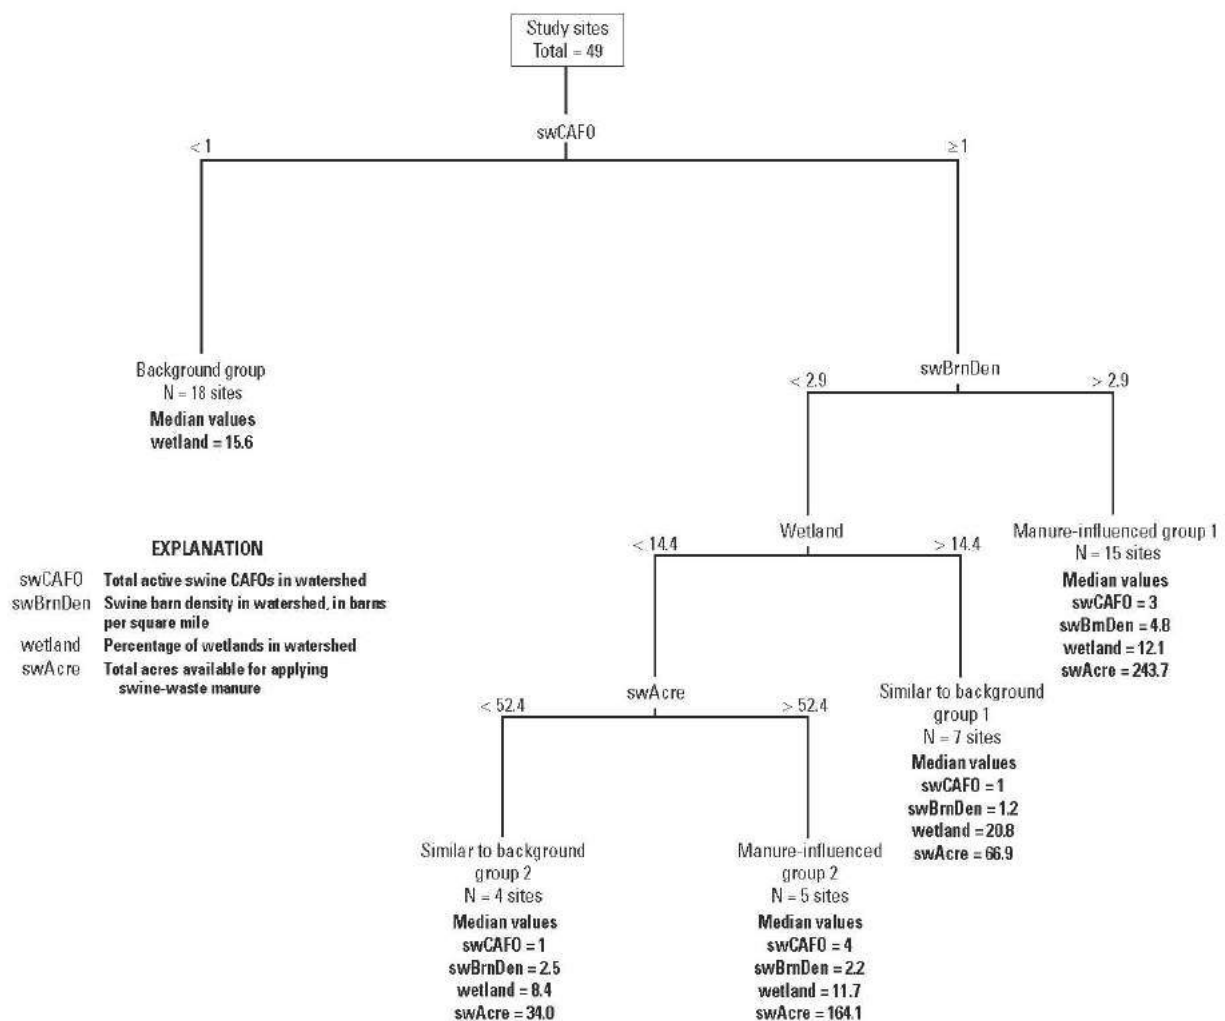 Study sites
Total = 49
swCAFO
< 1
≥ 1
Background group
N = 18 sites
Median values
wetland = 15.6
swBrnDen
< 2.9
> 2.9
Wetland
< 14.4
> 14.4
Manure-influenced group 1
N = 15 sites
Median values
swCAFO = 3
swBrnDen = 4.8
wetland = 12.1
swAcre = 243.7
EXPLANATION
swCAFO Total active swine CAFOs in watershed
swBrnDen Swine barn density in watershed, in barns
per square mile
wetland Percentage of wetlands in watershed
swAcre Total acres available for applying
swine-waste manure
swAcre
< 52.4
> 52.4
Similar to background
group 1
N = 7 sites
Median values
swCAFO = 1
swBrnDen = 1.2
wetland = 20.8
swAcre = 66.9
Similar to background
group 2
N = 4 sites
Median values
swCAFO = 1
swBrnDen = 2.5
wetland = 8.4
swAcre = 34.0
Manure-influenced
group 2
N = 5 sites
Median values
swCAFO = 4
swBrnDen = 2.2
wetland = 11.7
swAcre = 164.1